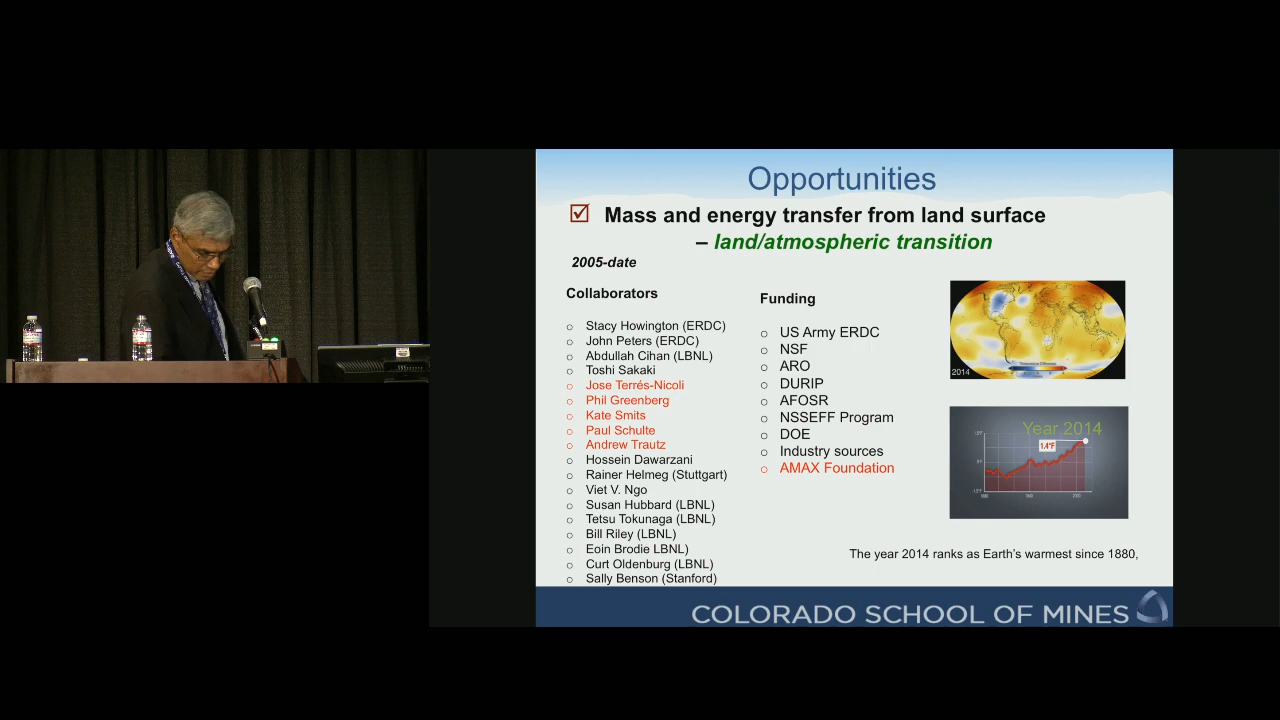 Opportunities
Mass and energy transfer from land surface
– land/atmospheric transition
2005-date
Collaborators
Stacy Howington (ERDC)
John Peters (ERDC)
Abdullah Cihan (LBNL)
Toshi Sakaki
Jose Terrés-Nicoli
Phil Greenberg
Kate Smits
Paul Schulte
Andrew Trautz
Hossein Dawarzani
Rainer Helmeg (Stuttgart)
Viet V. Ngo
Susan Hubbard (LBNL)
Tetsu Tokunaga (LBNL)
Bill Riley (LBNL)
Eoin Brodie LBNL)
Curt Oldenburg (LBNL)
Sally Benson (Stanford)
Funding
US Army ERDC
NSF
ARO
DURIP
AFOSR
NSSEFF Program
DOE
Industry sources
AMAX Foundation
2014
Year 2014
1.4°F
The year 2014 ranks as Earth's warmest since 1880,
COLORADO SCHOOL OF MINES